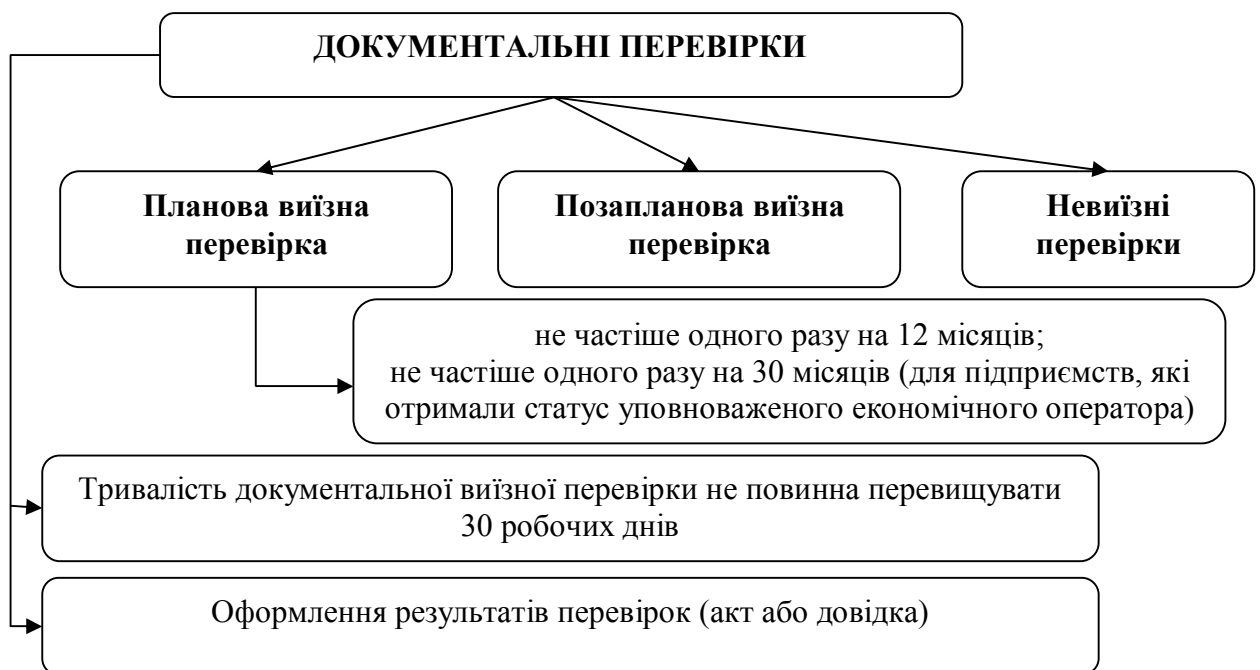 ДОКУМЕНТАЛЬНІ ПЕРЕВІРКИ
Планова виїзна
перевірка
Позапланова виїзна
перевірка
Невиїзні
перевірки
не частіше одного разу на 12 місяців;
не частіше одного разу на 30 місяців (для підприємств, які
отримали статус уповноваженого економічного оператора)
Тривалість документальної виїзної перевірки не повинна перевищувати
30 робочих днів
Оформлення результатів перевірок (акт або довідка)